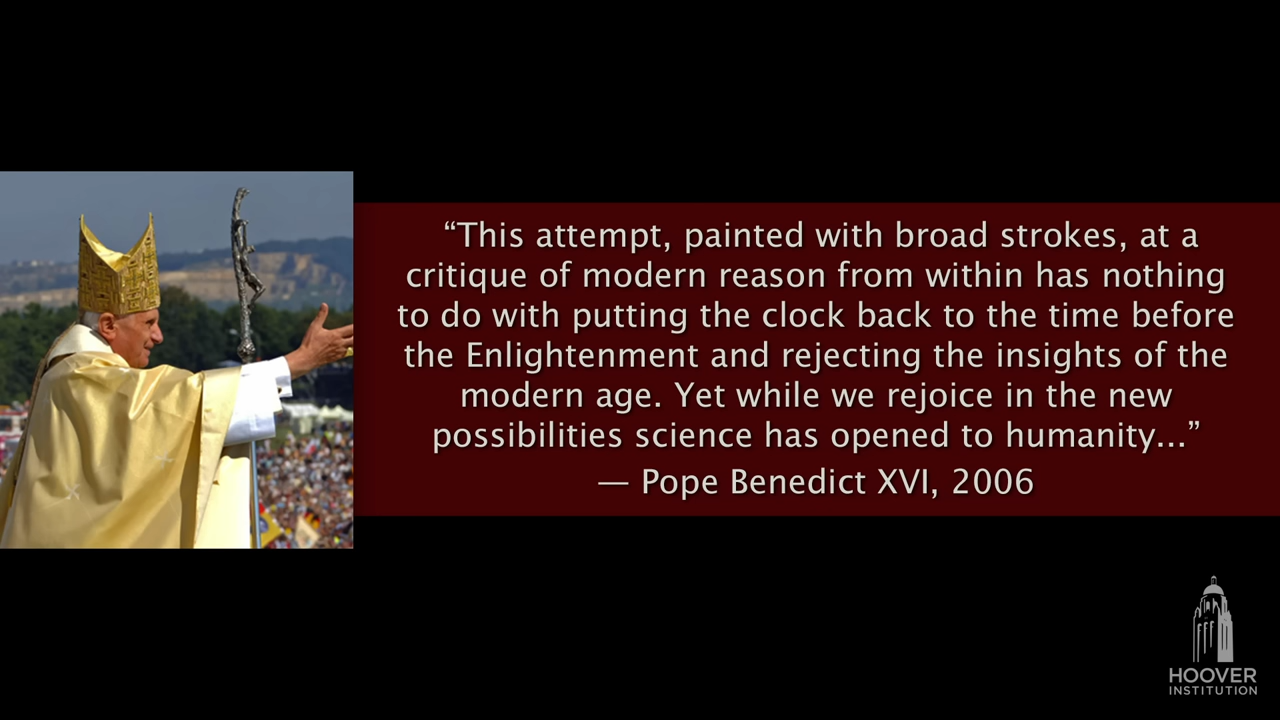 “This attempt, painted with broad strokes, at a
critique of modern reason from within has nothing
to do with putting the clock back to the time before
the Enlightenment and rejecting the insights of the
modern age. Yet while we rejoice in the new
possibilities science has opened to humanity...”
— Pope Benedict XVI, 2006
HOOVER
INSTITUTION